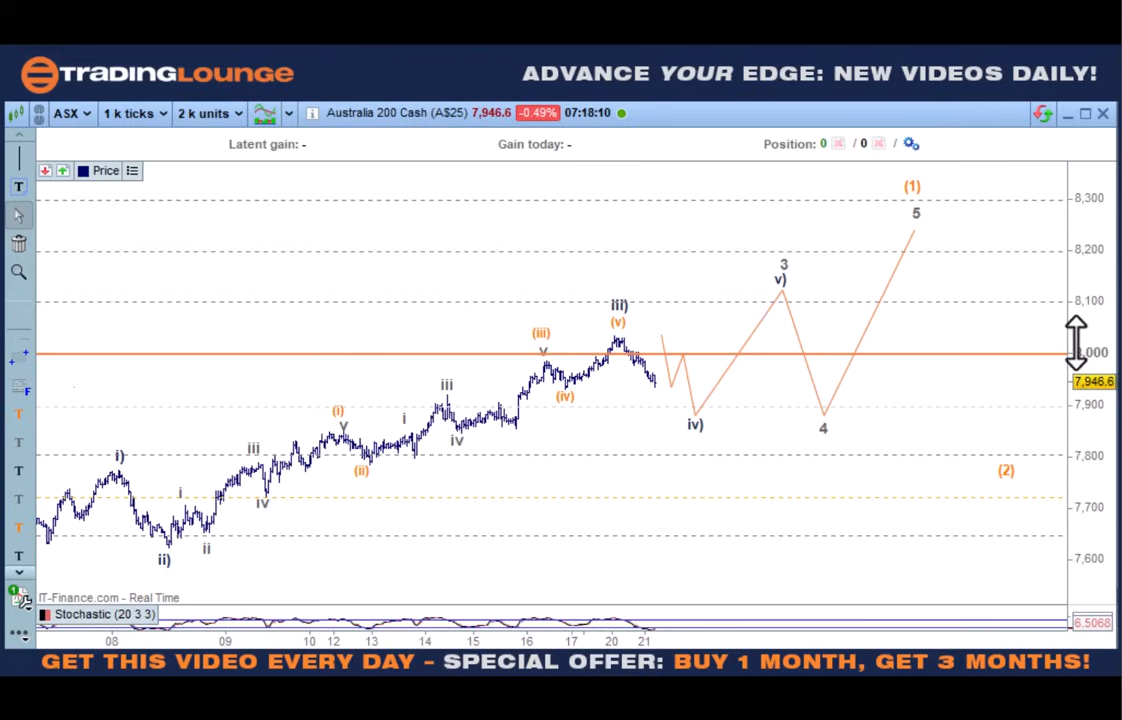 TRADINGLOUNGE
ADVANCE YOUR EDGE: NEW VIDEOS DAILY!
ASX 1 k ticks 2 k units Australia 200 Cash (A$25) 7,946.6 -0.49% 07:18:10
Latent gain: - Gain today: - Position: 0 / 0 /
Price
(1)
5
8,300
8,200
3
v)
iii)
(v)
8,100
(iii)
v
8,000
7,946.6
(iv)
iii
7,900
(i)
v
i
iv
iv)
4
i)
iii
(ii)
7,800
(2)
i
iv
7,700
ii
ii)
7,600
IT-Finance.com - Real Time
Stochastic (20 3 3)
6.5068
08 09 10 12 13 14 15 16 17 20 21
T
T
T
T
T
T
T
F
1
GET THIS VIDEO EVERY DAY - SPECIAL OFFER: BUY 1 MONTH, GET 3 MONTHS!